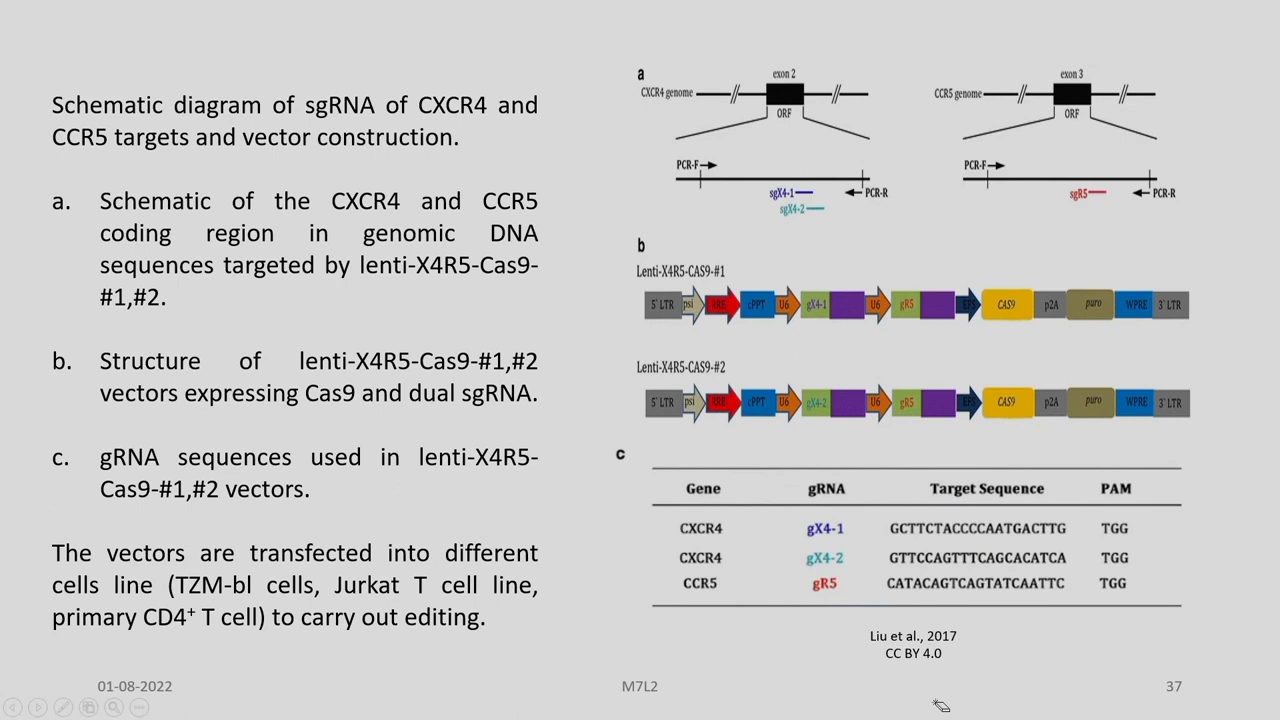 Schematic diagram of sgRNA of CXCR4 and
CCR5 targets and vector construction.
a. Schematic of the CXCR4 and CCR5
coding region in genomic DNA
sequences targeted by lenti-X4R5-Cas9-
#1,#2.
b. Structure of lenti-X4R5-Cas9-#1,#2
vectors expressing Cas9 and dual sgRNA.
c. gRNA sequences used in lenti-X4R5-
Cas9-#1,#2 vectors.
The vectors are transfected into different
cells line (TZM-bl cells, Jurkat T cell line,
primary CD4⁺ T cell) to carry out editing.
a
exon 2
CXCR4 genome
ORF
PCR-F
sgX4-1
PCR-R
sgX4-2
exon 3
CCR5 genome
ORF
PCR-F
sgR5
PCR-R
b
Lenti-X4R5-CAS9-#1
5' LTR psi RRE cPPT U6 gX4-1 U6 gR5 EFS CAS9 p2A puro WPRE 3' LTR
Lenti-X4R5-CAS9-#2
5' LTR psi RRE cPPT U6 gX4-2 U6 gR5 EFS CAS9 p2A puro WPRE 3' LTR
c
Gene gRNA Target Sequence PAM
CXCR4 gX4-1 GCTTCTACCCCAATGACTTG TGG
CXCR4 gX4-2 GTTCCAGTTTCAGCACATCA TGG
CCR5 gR5 CATACAGTCAGTATCAATTC TGG
Liu et al., 2017
CC BY 4.0
01-08-2022
M7L2
37